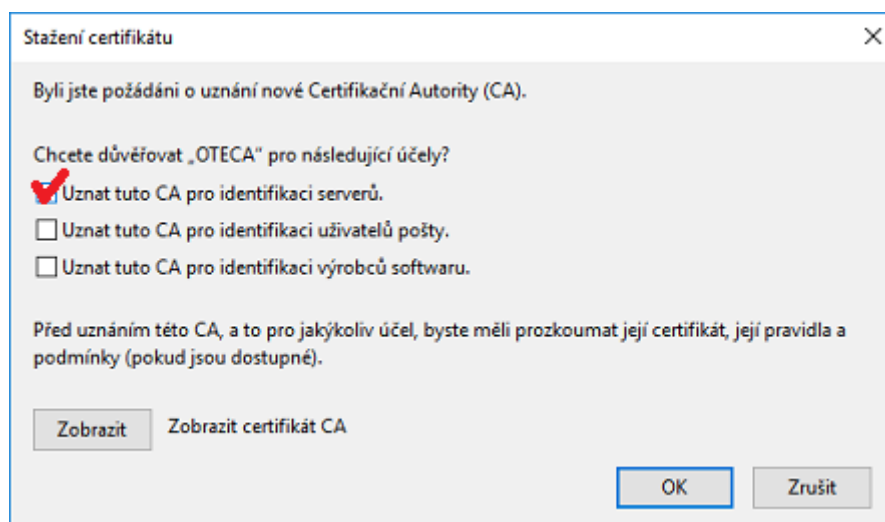 Stažení certifikátu
Byli jste požádáni o uznání nové Certifikační Autority (CA).
Chcete důvěřovat „OTECA“ pro následující účely?
Uznat tuto CA pro identifikaci serverů.
Uznat tuto CA pro identifikaci uživatelů pošty.
Uznat tuto CA pro identifikaci výrobců softwaru.
Před uznáním této CA, a to pro jakýkoliv účel, byste měli prozkoumat její certifikát, její pravidla a
podmínky (pokud jsou dostupné).
Zobrazit Zobrazit certifikát CA
OK Zrušit